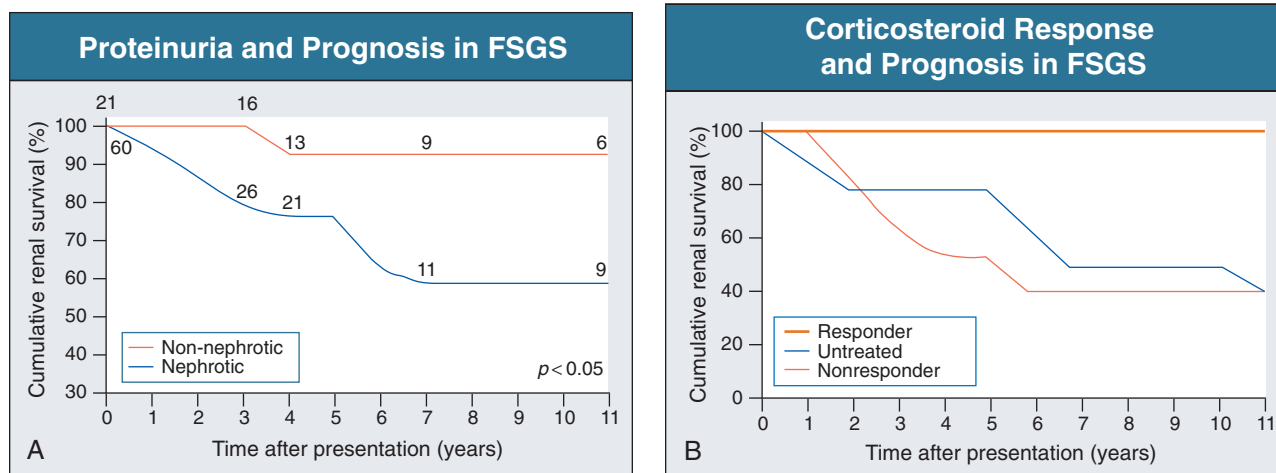 Proteinuria and Prognosis in FSGS
21
16
100
13
9
6
60
90
80
26
21
70
60
11
9
50
40
30
Cumulative renal survival (%)
Non-nephrotic
Nephrotic
p<0.05
0 1 2 3 4 5 6 7 8 9 10 11
Time after presentation (years)
A
Corticosteroid Response
and Prognosis in FSGS
100
80
60
40
20
0
Cumulative renal survival (%)
Responder
Untreated
Nonresponder
0 1 2 3 4 5 6 7 8 9 10 11
Time after presentation (years)
B